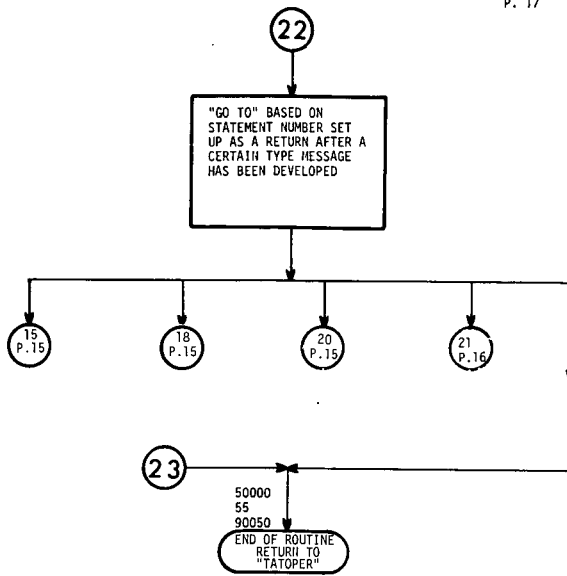 P. 17
22
"GO TO" BASED ON
STATEMENT NUMBER SET
UP AS A RETURN AFTER A
CERTAIN TYPE MESSAGE
HAS BEEN DEVELOPED
15
P.15
18
P.15
20
P.15
21
P.16
23
50000
55
90050
END OF ROUTINE
RETURN TO
"TATOPER"